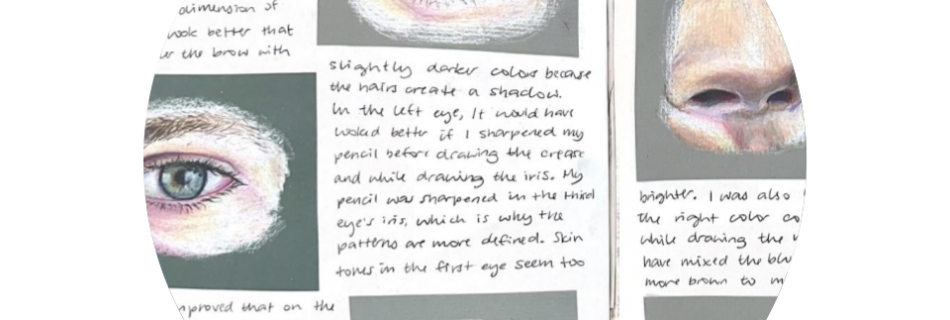 dimension of
look better that
the brow with
slightly darker colour because
the hairs create a shadow.
In the left eye, It would have
looked better if I sharpened my
pencil before drawing the crease
and while drawing the iris. My
pencil was sharpened in the third
eye's iris, which is why the
patterns are more defined. Skin
tones in the first eye seem too
improved that on the
brighter. I was also
the right color
while drawing the
have mixed the
more brown to